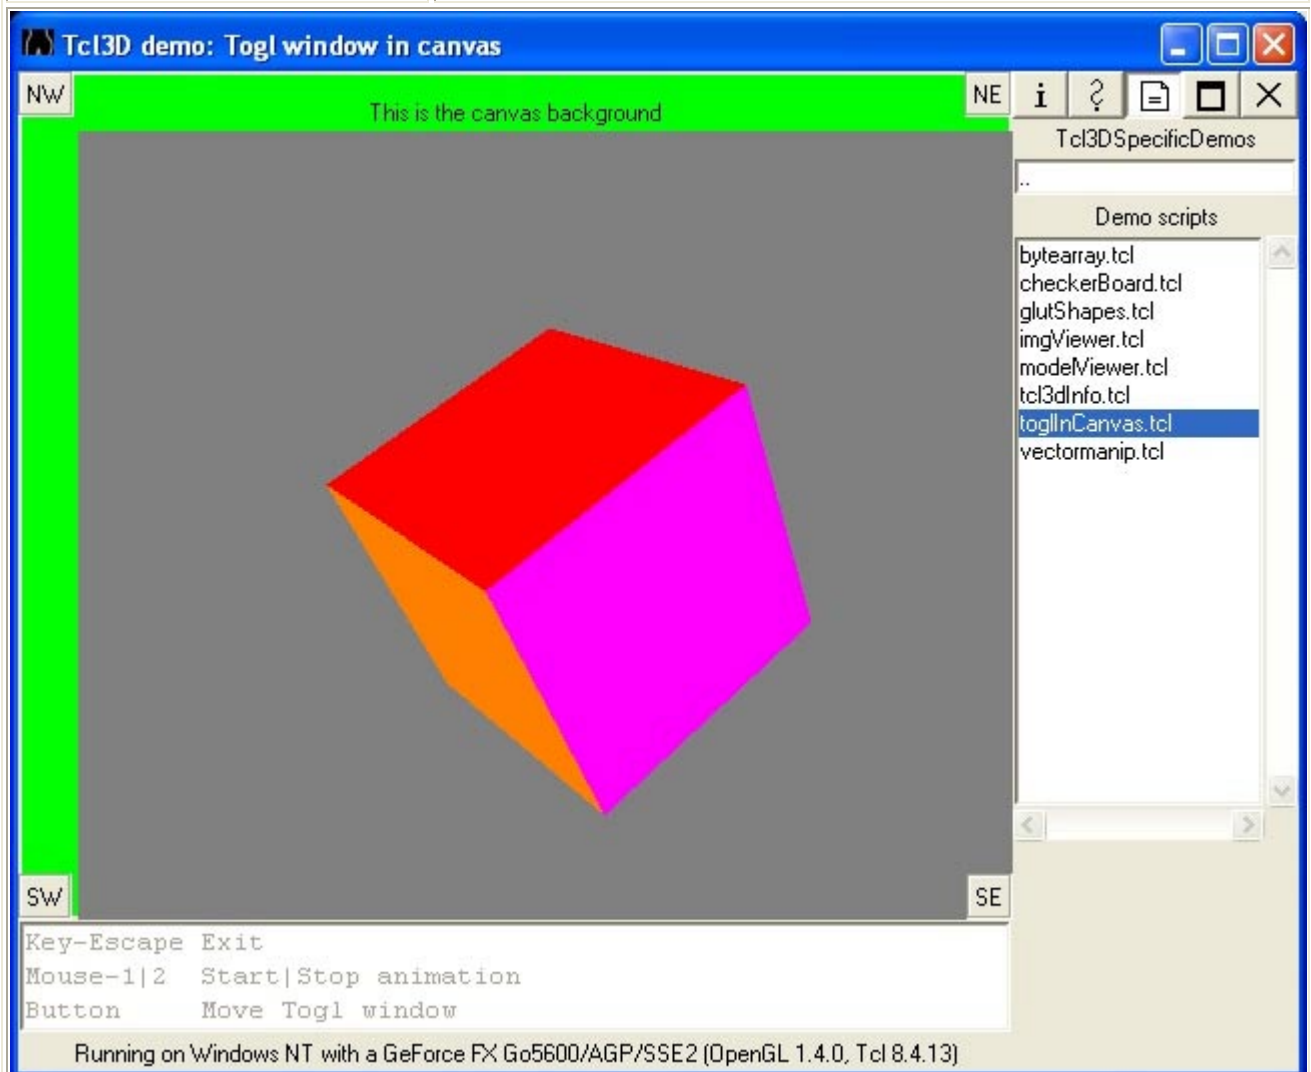 Tcl3D demo: Togl window in canvas
NW
This is the canvas background
NE
i ?
Tcl3DSpecificDemos
..
Demo scripts
bytearray.tcl
checkerBoard.tcl
glutShapes.tcl
imgViewer.tcl
modelViewer.tcl
tcl3dInfo.tcl
toglInCanvas.tcl
vectormanip.tcl
SW
SE
Key-Escape Exit
Mouse-1|2 Start|Stop animation
Button Move Togl window
Running on Windows NT with a GeForce FX Go5600/AGP/SSE2 (OpenGL 1.4.0, Tcl 8.4.13)